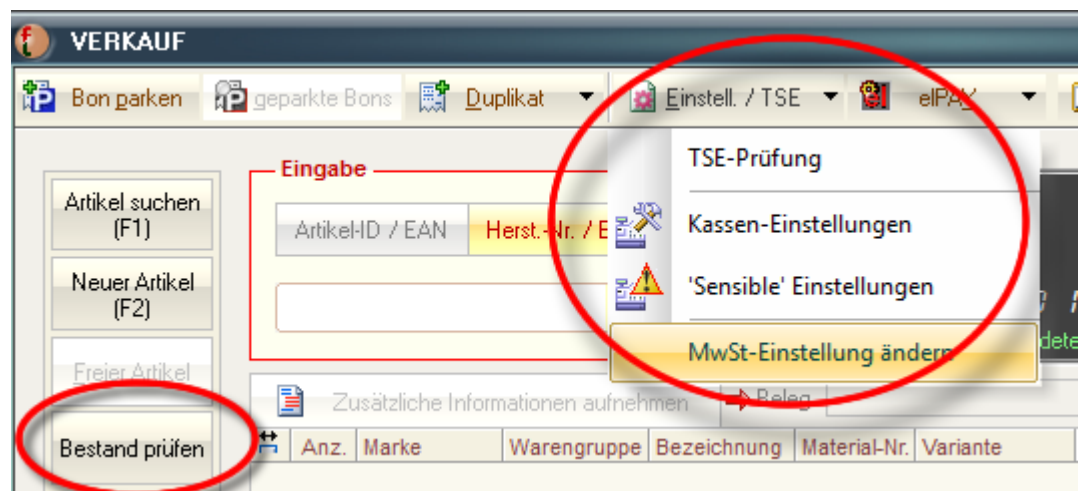 VERKAUF
Bon parken geparkte Bons Duplikat Einstell. / TSE elPAY
TSE-Prüfung
Kassen-Einstellungen
'Sensible' Einstellungen
MwSt-Einstellung ändern
Artikel suchen
(F1)
Neuer Artikel
(F2)
Freier Artikel
Bestand prüfen
Eingabe
Artikel-ID / EAN Herst.-Nr. /
Zusätzliche Informationen aufnehmen Beleg
Anz. Marke Warengruppe Bezeichnung Material-Nr. Variante